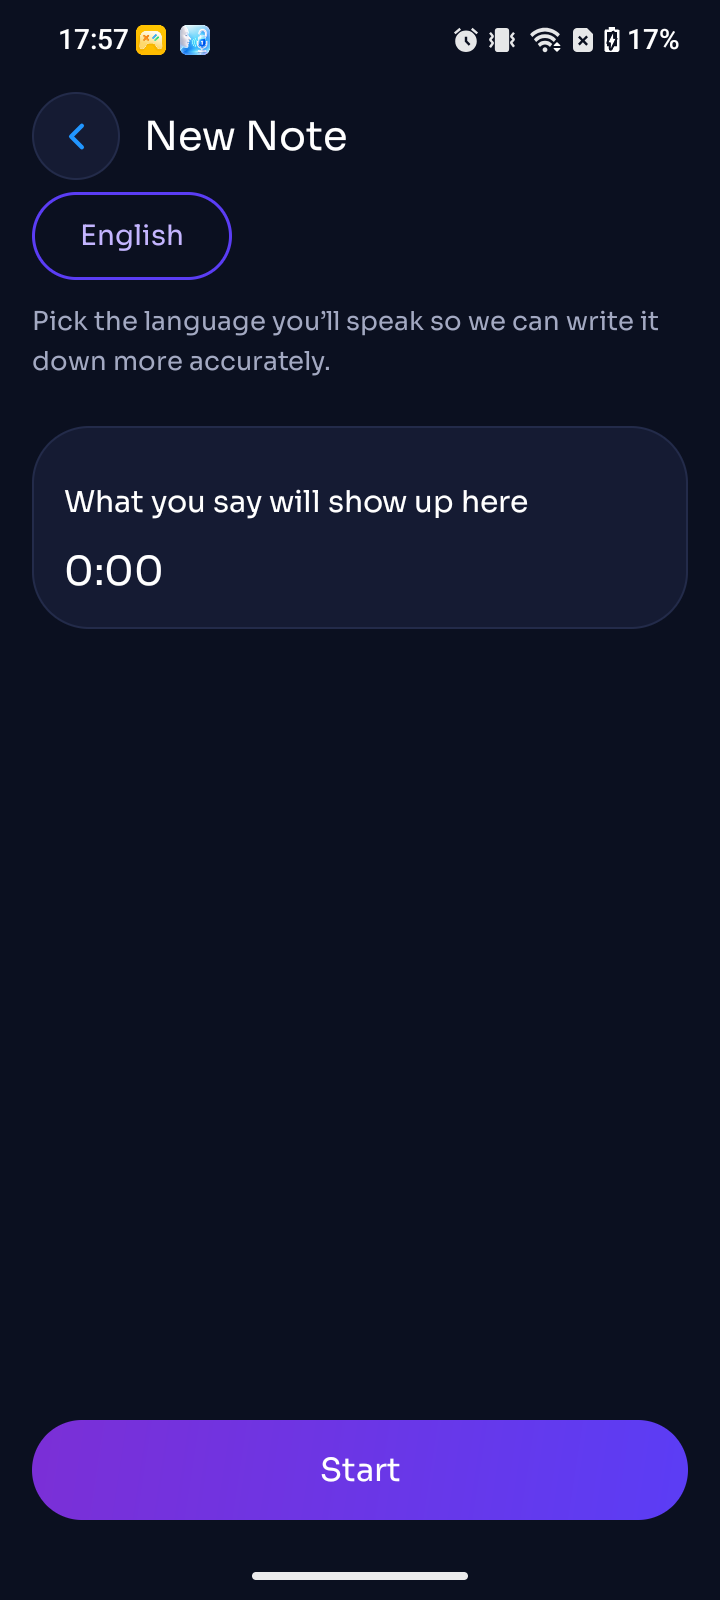 17:57 17%
New Note
English
Pick the language you’ll speak so we can write it
down more accurately.
What you say will show up here
0:00
Start